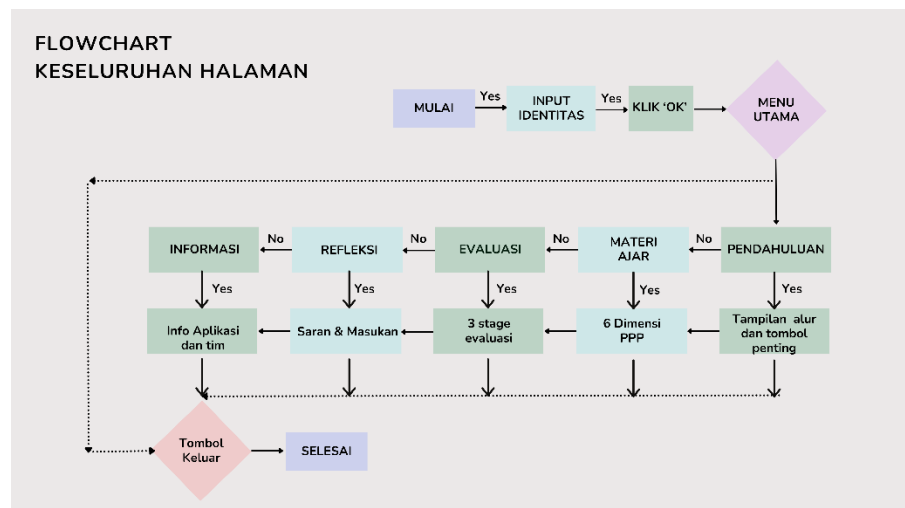 FLOWCHART
KESELURUHAN HALAMAN
MULAI
Yes
INPUT
IDENTITAS
Yes
KLIK ‘OK’
MENU
UTAMA
INFORMASI
No
REFLEKSI
No
EVALUASI
No
MATERI
AJAR
No
PENDAHULUAN
Yes
Yes
Yes
Yes
Yes
Info Aplikasi
dan tim
Saran & Masukan
3 stage
evaluasi
6 Dimensi
PPP
Tampilan alur
dan tombol
penting
Tombol
Keluar
SELESAI